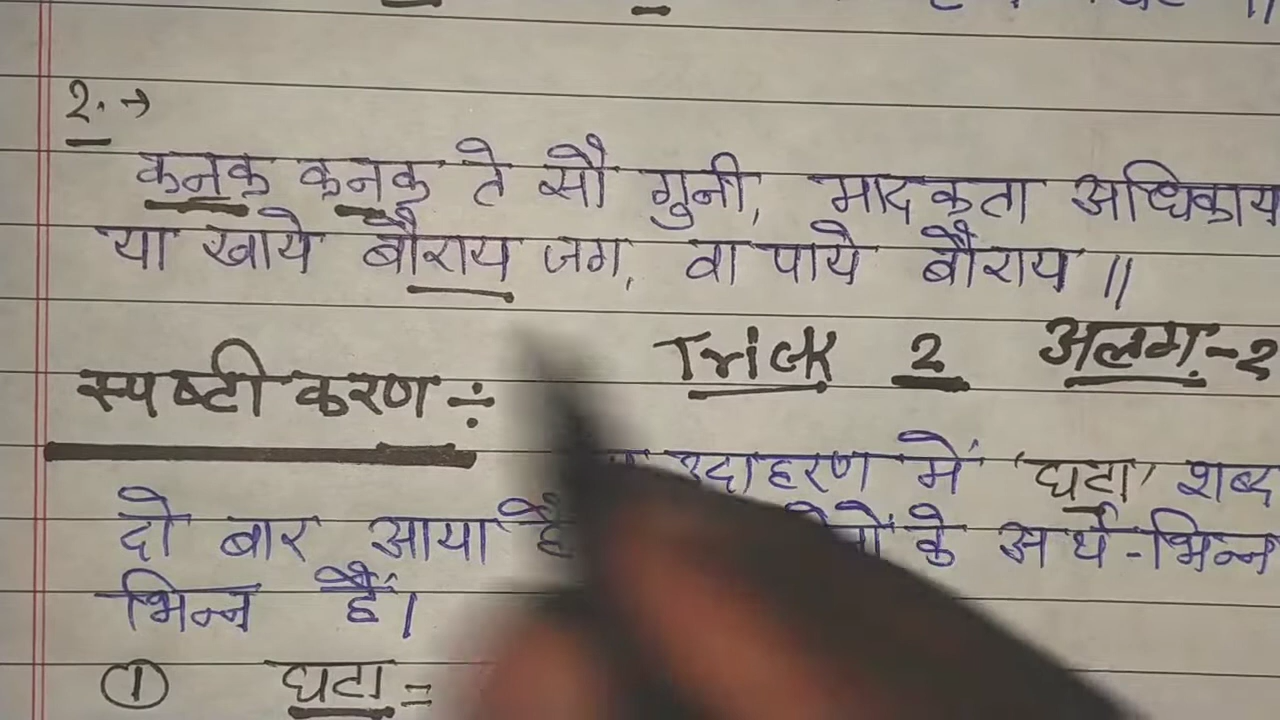 2. →
कनक कनक ते सौ गुनी, मादकता अधिकाय
या खाये बौराय जग, वा पाये बौराय ॥
Trick 2 अलग-2
स्पष्टीकरण ÷
उदाहरण में 'घटा' शब्द
दो बार आया है के अर्थ-भिन्न
भिन्न हैं।
① घटा =